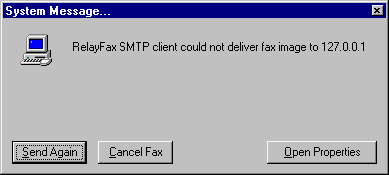 System Message...
RelayFax SMTP client could not deliver fax image to 127.0.0.1
Send Again
Cancel Fax
Open Properties